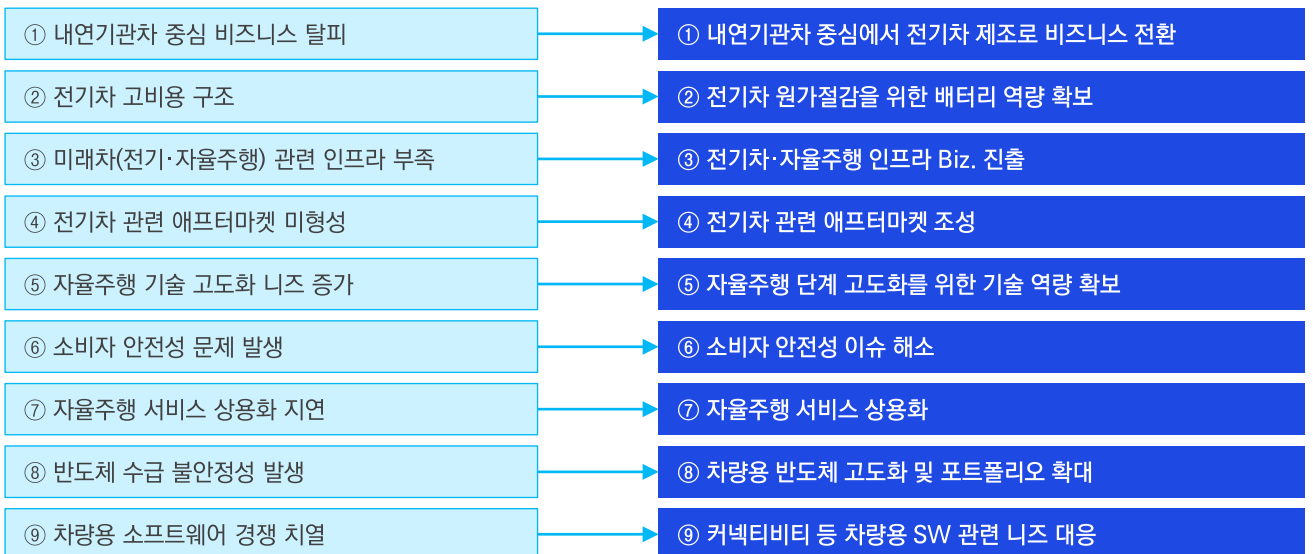 ① 내연기관차 중심 비즈니스 탈피
① 내연기관차 중심에서 전기차 제조로 비즈니스 전환
② 전기차 고비용 구조
② 전기차 원가절감을 위한 배터리 역량 확보
③ 미래차(전기·자율주행) 관련 인프라 부족
③ 전기차·자율주행 인프라 Biz. 진출
④ 전기차 관련 애프터마켓 미형성
④ 전기차 관련 애프터마켓 조성
⑤ 자율주행 기술 고도화 니즈 증가
⑤ 자율주행 단계 고도화를 위한 기술 역량 확보
⑥ 소비자 안전성 문제 발생
⑥ 소비자 안전성 이슈 해소
⑦ 자율주행 서비스 상용화 지연
⑦ 자율주행 서비스 상용화
⑧ 반도체 수급 불안정성 발생
⑧ 차량용 반도체 고도화 및 포트폴리오 확대
⑨ 차량용 소프트웨어 경쟁 치열
⑨ 커넥티비티 등 차량용 SW 관련 니즈 대응